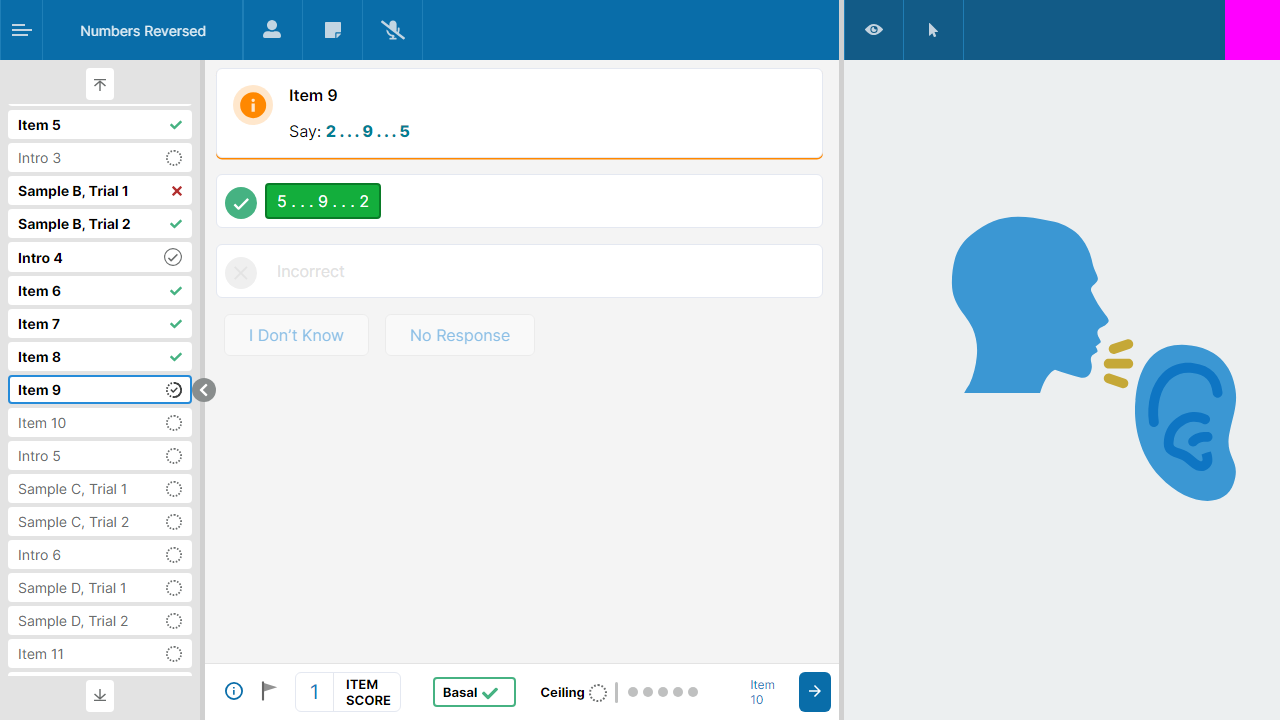 Numbers Reversed
Item 5
Intro 3
Sample B, Trial 1
Sample B, Trial 2
Intro 4
Item 6
Item 7
Item 8
Item 9
Item 10
Intro 5
Sample C, Trial 1
Sample C, Trial 2
Intro 6
Sample D, Trial 1
Sample D, Trial 2
Item 11
Item 9
Say: 2 . . . 9 . . . 5
5 . . . 9 . . . 2
Incorrect
I Don't Know No Response
1 ITEM
SCORE
Basal
Ceiling
Item
10